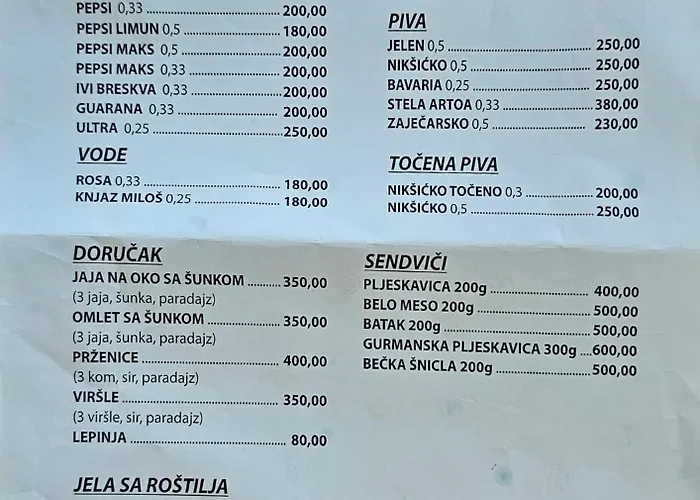 PEPSI 0,33 ........ 200,00
PEPSI LIMUN 0,5 ........ 180,00
PEPSI MAKS 0,5 ........ 200,00
PEPSI MAKS 0,33 ........ 200,00
IVI BRESKVA 0,33 ........ 200,00
GUARANA 0,33 ........ 200,00
ULTRA 0,25 ........ 250,00
VODE
ROSA 0,33 ........ 180,00
KNJAZ MILOŠ 0,25 ........ 180,00
DORUČAK
JAJA NA OKO SA ŠUNKOM ........ 350,00
(3 jaja, šunka, paradajz)
OMLET SA ŠUNKOM ........ 350,00
(3 jaja, šunka, paradajz)
PRŽENICE ........ 400,00
(3 kom, sir, paradajz)
VIRŠLE ........ 350,00
(3 viršle, sir, paradajz)
LEPINJA ........ 80,00
JELA SA ROŠTILJA
PIVA
JELEN 0,5 ........ 250,00
NIKŠIĆKO 0,5 ........ 250,00
BAVARIA 0,25 ........ 250,00
STELA ARTOA 0,33 ........ 380,00
ZAJEČARSKO 0,5 ........ 230,00
TOČENA PIVA
NIKŠIĆKO TOČENO 0,3 ........ 200,00
NIKŠIĆKO 0,5 ........ 250,00
SENDVIČI
PLJESKAVICA 200g ........ 400,00
BELO MESO 200g ........ 500,00
BATAK 200g ........ 500,00
GURMANSKA PLJESKAVICA 300g ....600,00
BEČKA ŠNICLA 200g ........ 500,00